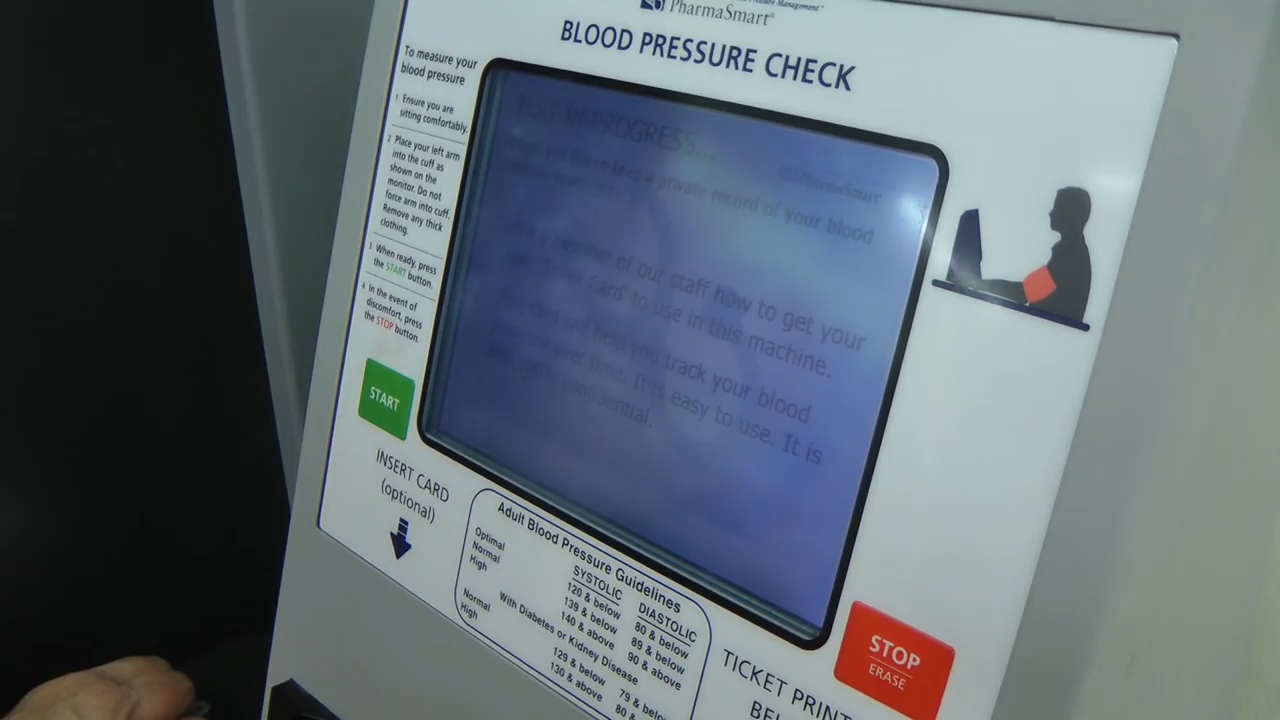 Pressure Management™
PharmaSmart®
BLOOD PRESSURE CHECK
To measure your
blood pressure
1 Ensure you are
sitting comfortably.
2 Place your left arm
into the cuff as
shown on the
monitor. Do not
force arm into cuff.
Remove any thick
clothing.
3 When ready, press
the START button.
4 In the event of
discomfort, press
the STOP button.
START
INSERT CARD
(optional)
TEST IN PROGRESS...
PharmaSmart
to keep a private record of your blood
member of our staff how to get your
Card' to use in this machine.
will help you track your blood
over time. It is easy to use. It is
confidential.
Adult Blood Pressure Guidelines
SYSTOLIC DIASTOLIC
Optimal 120 & below 80 & below
Normal 139 & below 89 & below
High 140 & above 90 & above
With Diabetes or Kidney Disease
Normal 129 & below 79 & below
High 130 & above 80 &
TICKET PRINT
STOP
ERASE